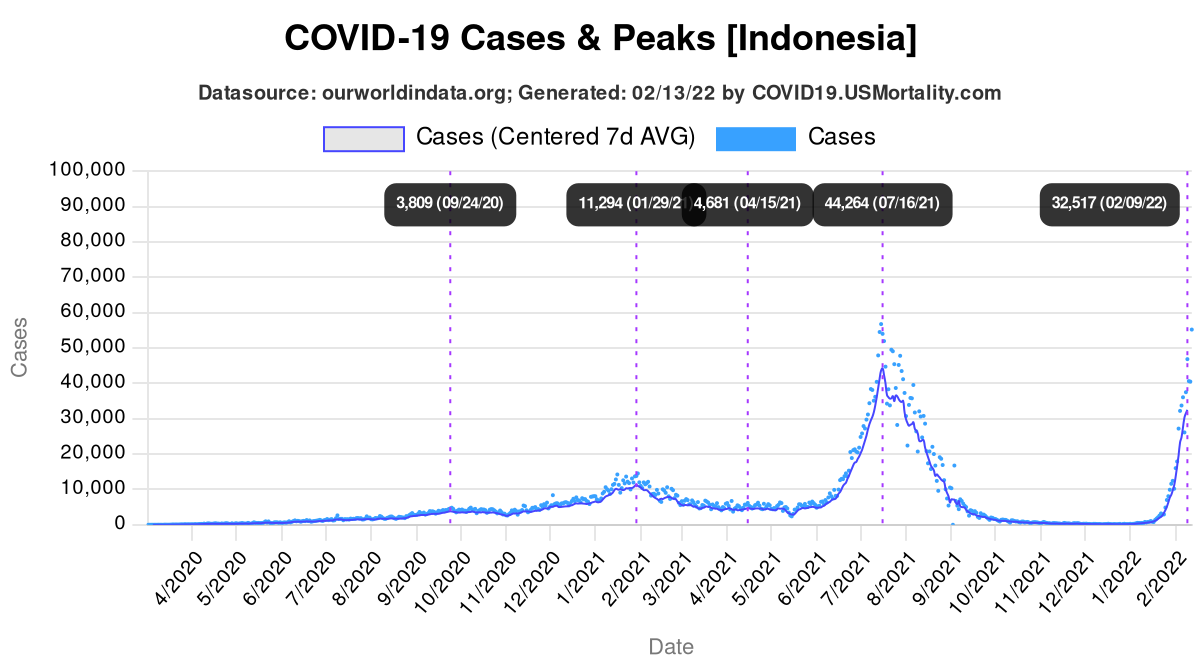 COVID-19 Cases & Peaks [Indonesia]
Datasource: ourworldindata.org; Generated: 02/13/22 by COVID19.USMortality.com
Cases (Centered 7d AVG) Cases
100,000
90,000
80,000
70,000
60,000
50,000
40,000
30,000
20,000
10,000
0
Cases
3,809 (09/24/20) 11,294 (01/29/21) 4,681 (04/15/21) 44,264 (07/16/21) 32,517 (02/09/22)
4/2020 5/2020 6/2020 7/2020 8/2020 9/2020 10/2020 11/2020 12/2020 1/2021 2/2021 3/2021 4/2021 5/2021 6/2021 7/2021 8/2021 9/2021 10/2021 11/2021 12/2021 1/2022 2/2022
Date